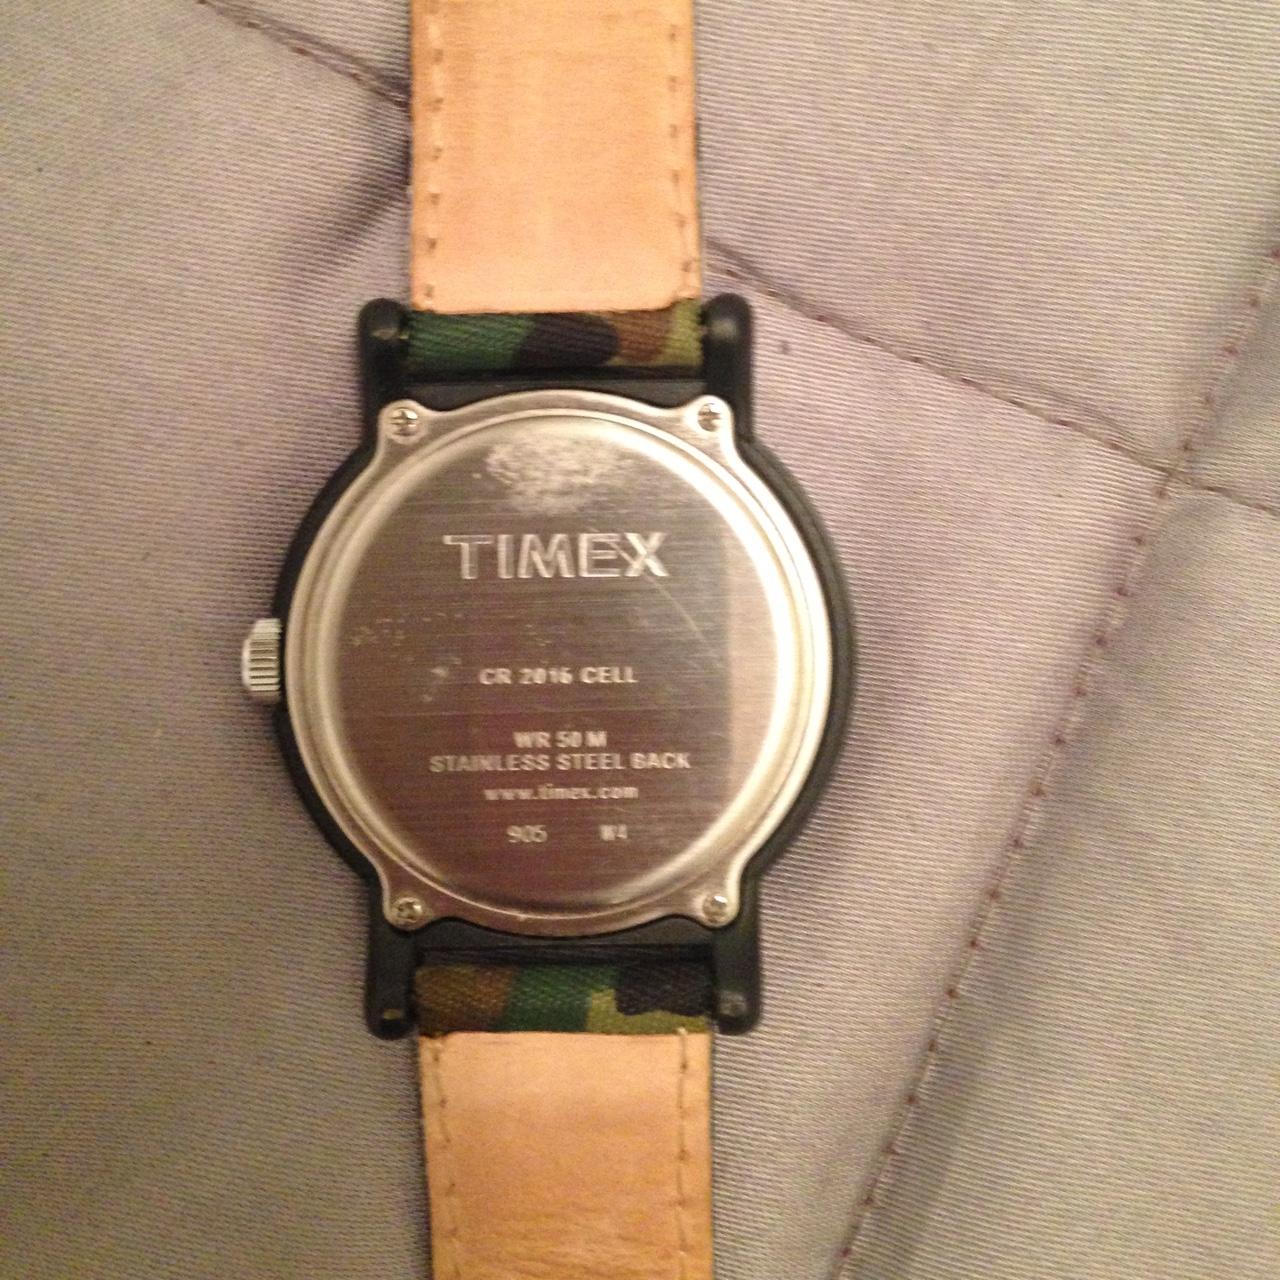 TIMEX
CR 2016 CELL
WR 50 M
STAINLESS STEEL BACK
www.timex.com
905 W4